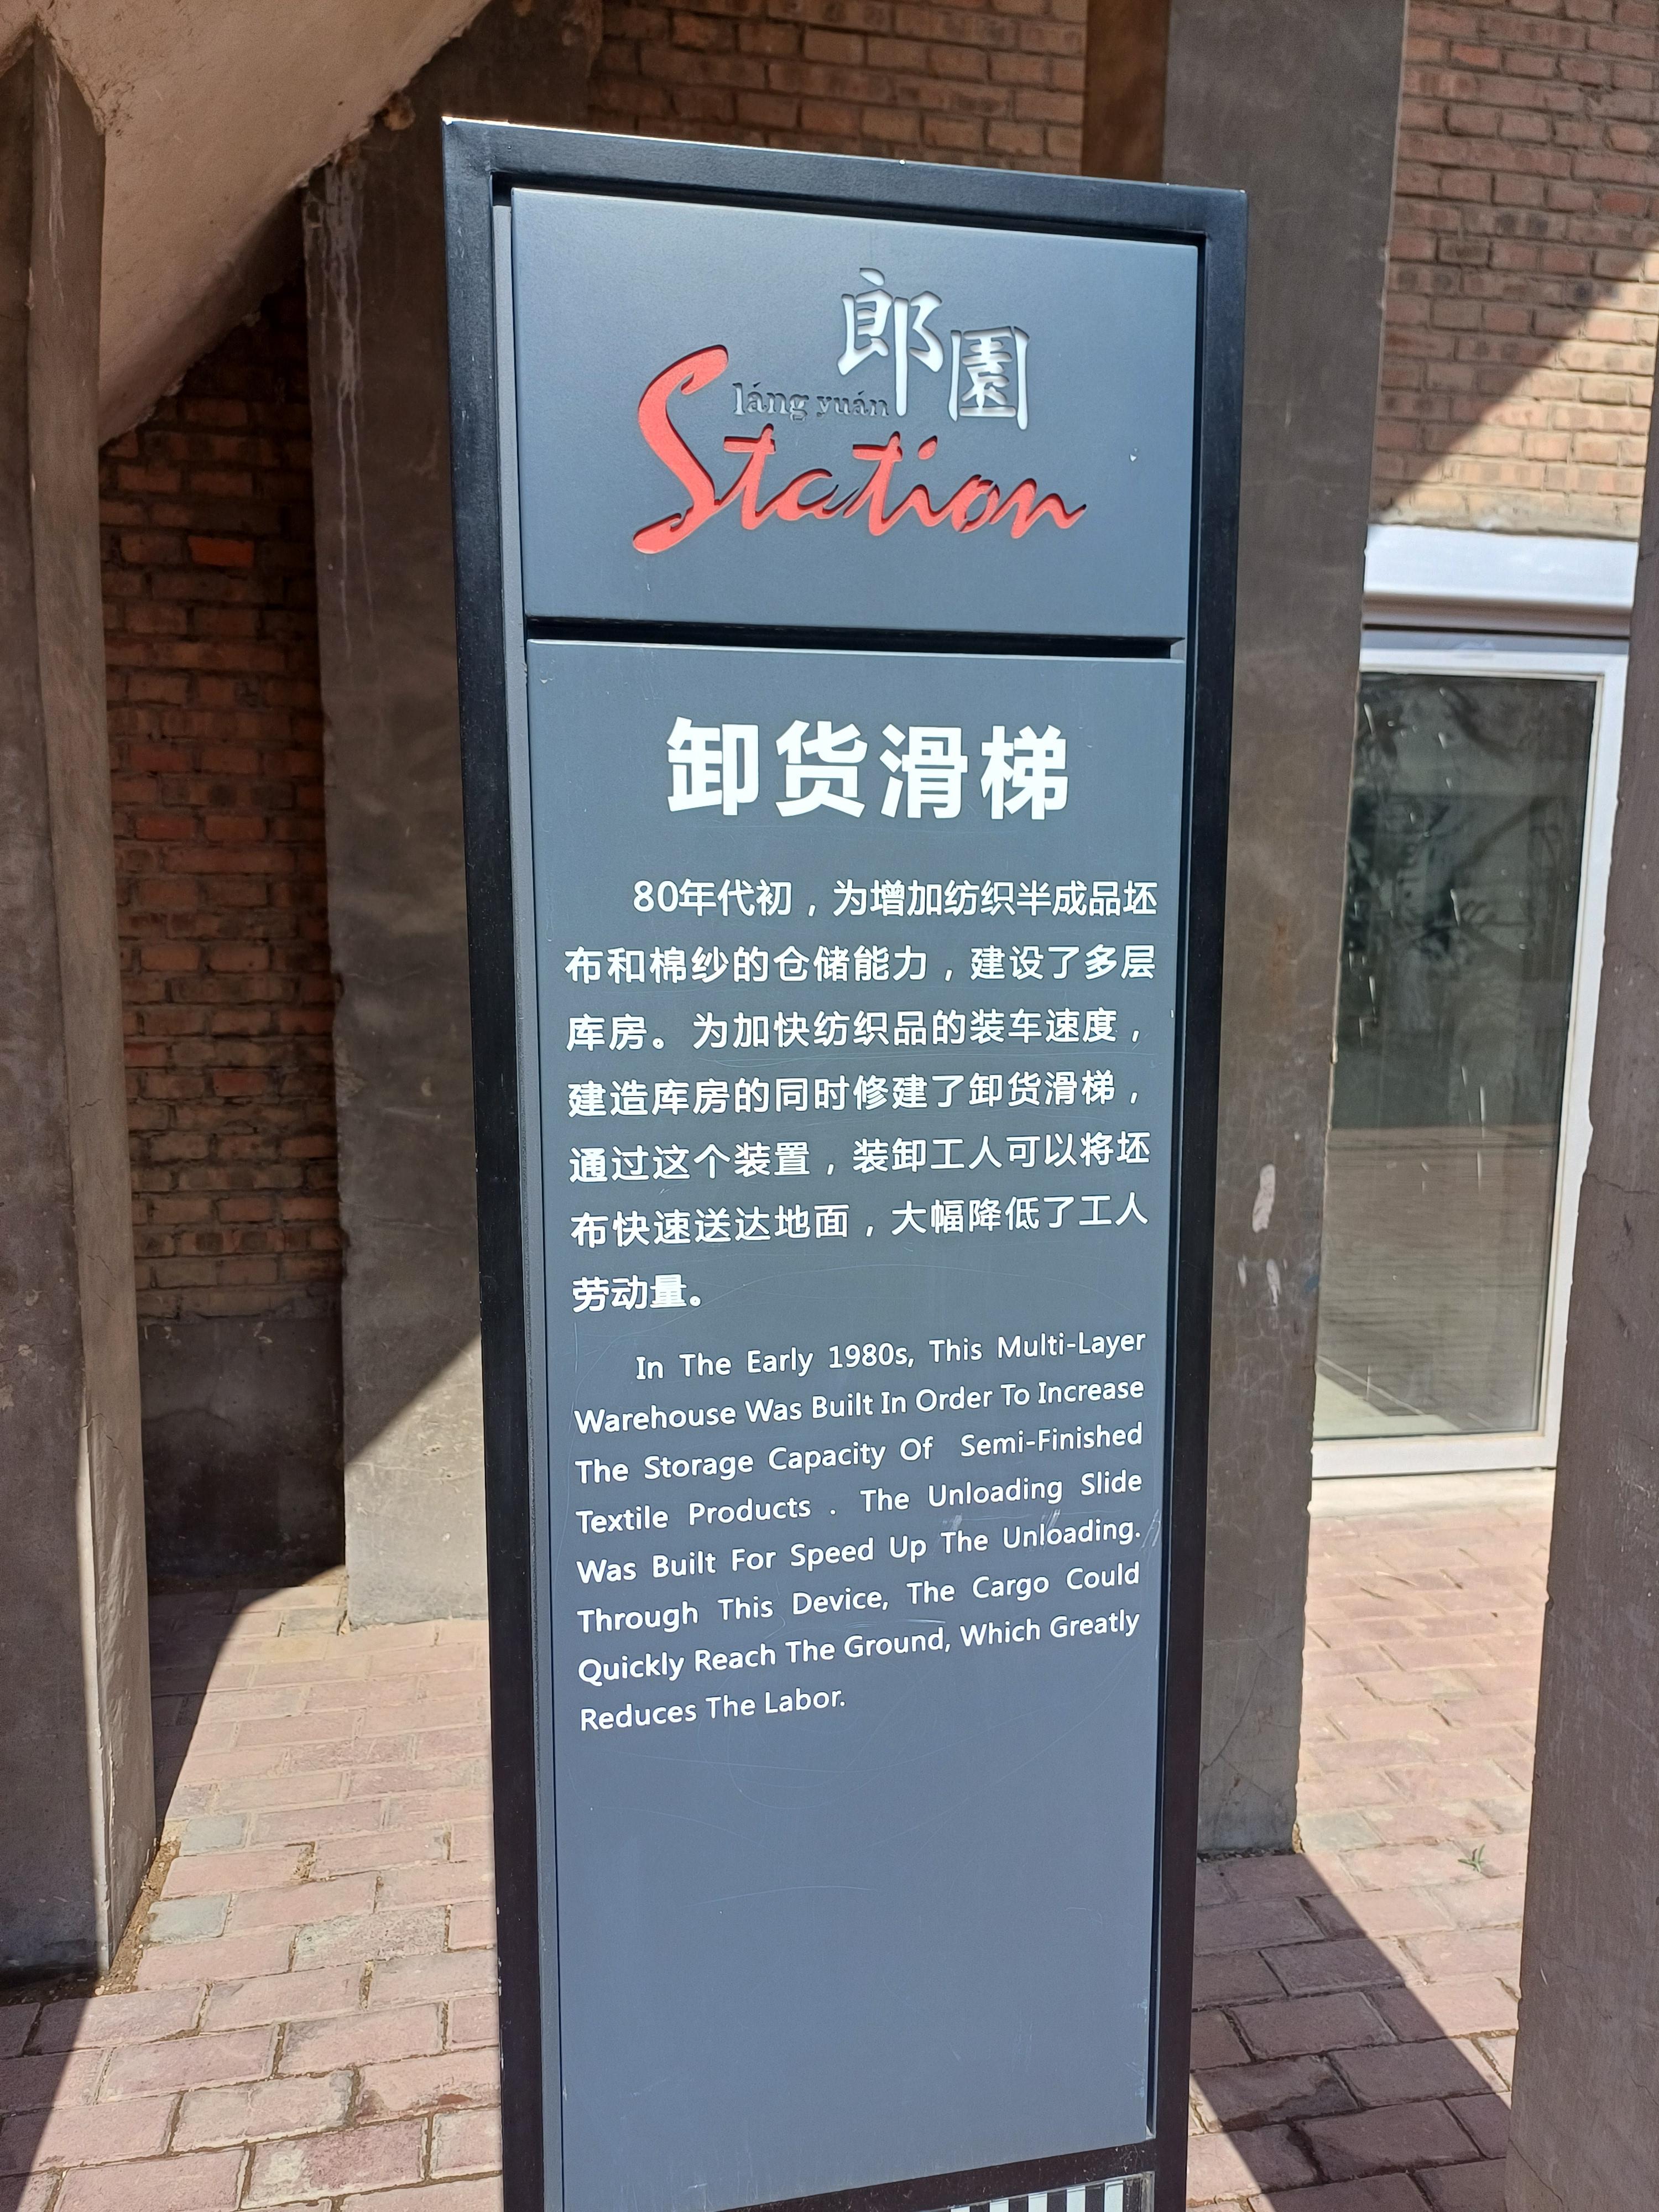 郎園
láng yuán
Station
卸货滑梯
80年代初，为增加纺织半成品坯
布和棉纱的仓储能力，建设了多层
库房。为加快纺织品的装车速度，
建造库房的同时修建了卸货滑梯，
通过这个装置，装卸工人可以将坯
布快速送达地面，大幅降低了工人
劳动量。
In The Early 1980s, This Multi-Layer
Warehouse Was Built In Order To Increase
The Storage Capacity Of Semi-Finished
Textile Products . The Unloading Slide
Was Built For Speed Up The Unloading.
Through This Device, The Cargo Could
Quickly Reach The Ground, Which Greatly
Reduces The Labor.